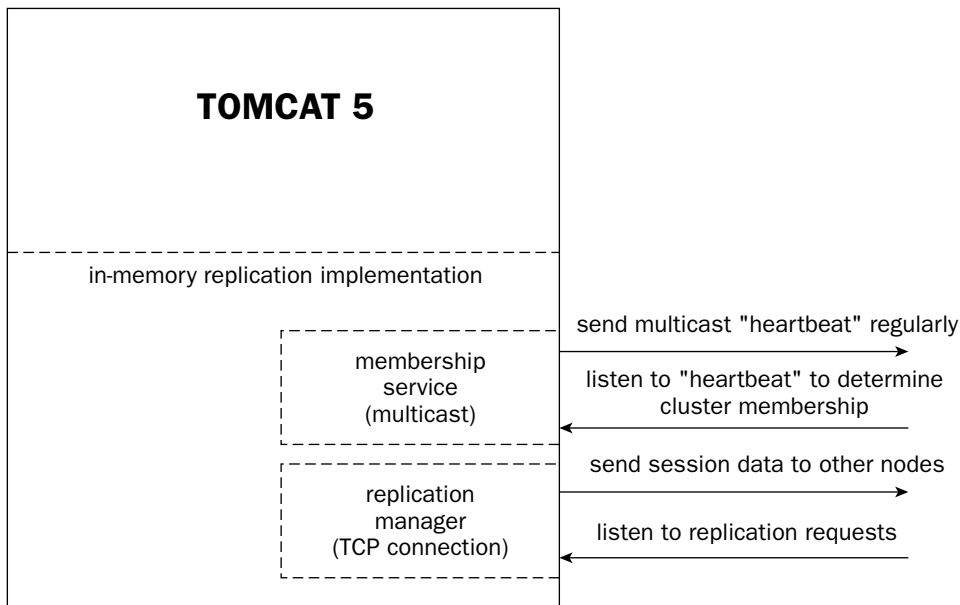 TOMCAT 5
in-memory replication implementation
send multicast "heartbeat" regularly
membership
service
(multicast)
listen to "heartbeat" to determine
cluster membership
send session data to other nodes
replication
manager
(TCP connection)
listen to replication requests